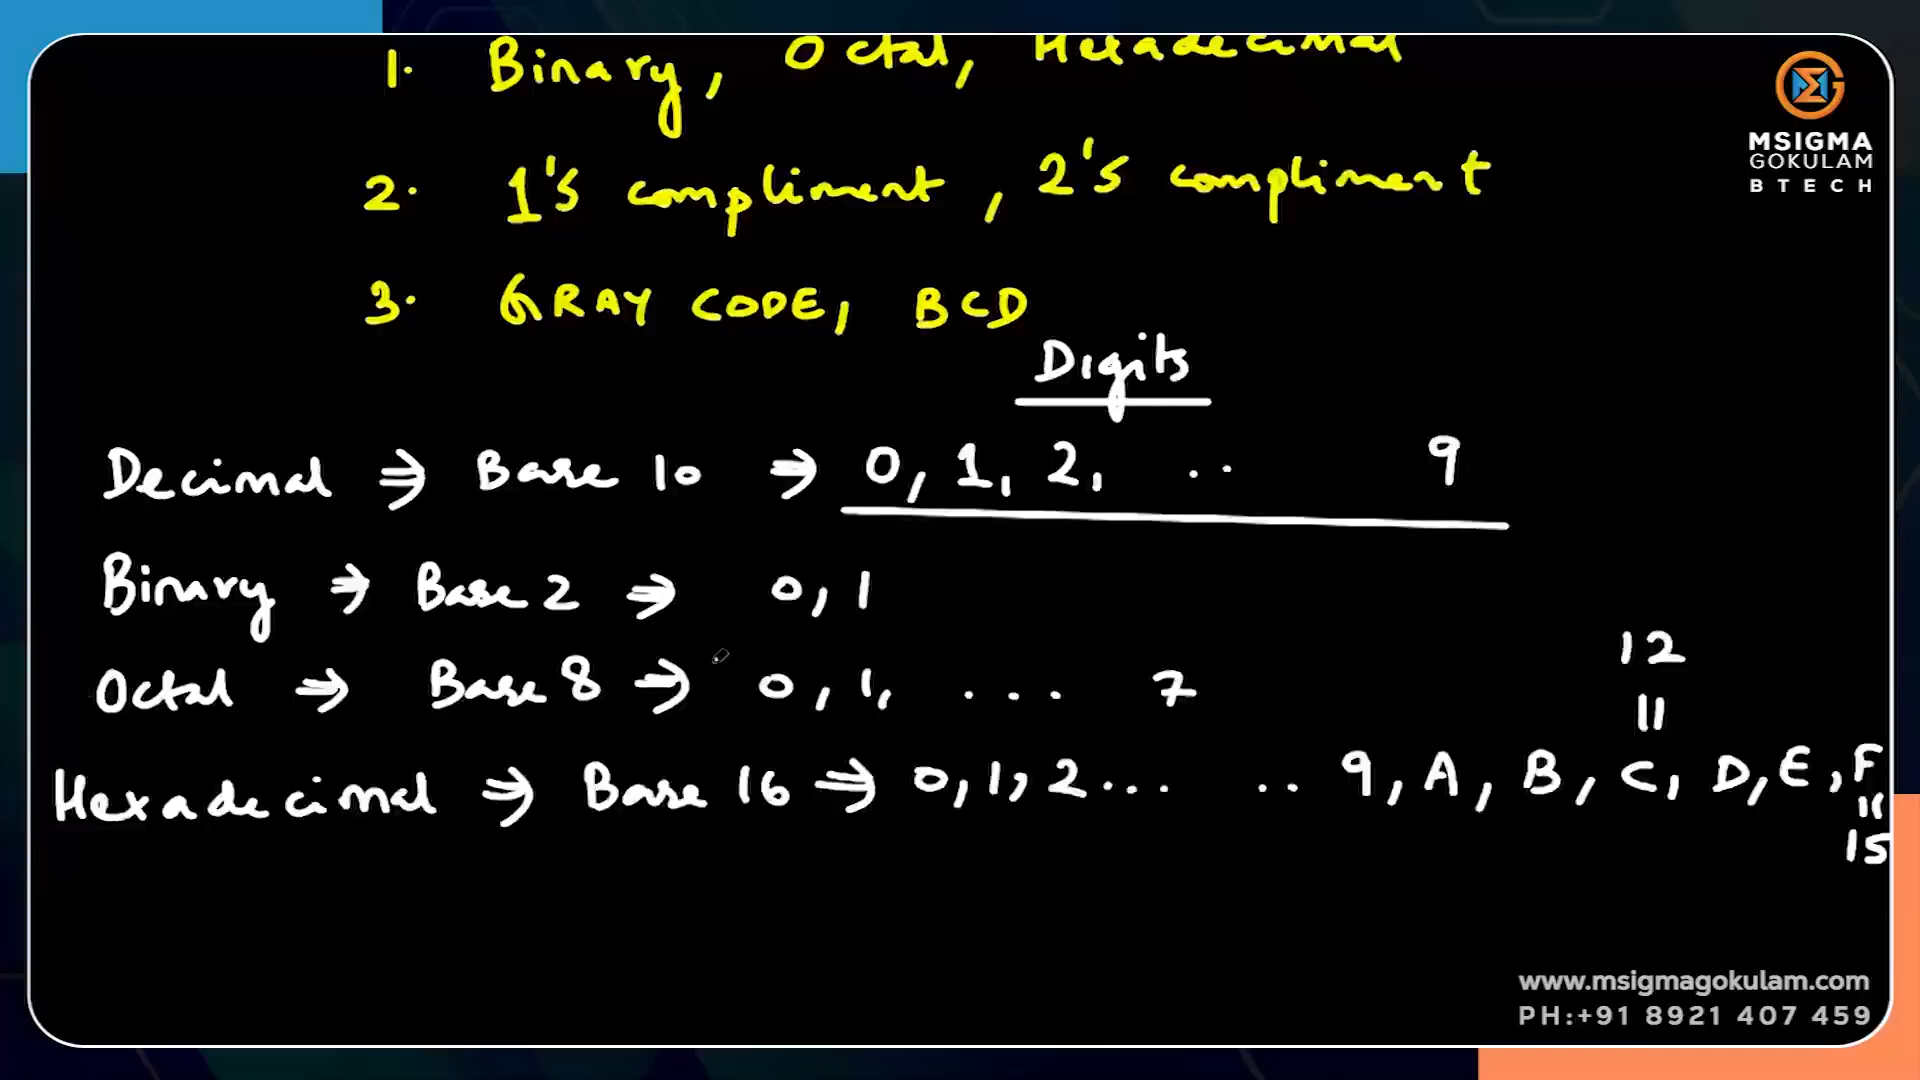 1. Binary, Octal, Hexadecimal
MSIGMA
GOKULAM
BTECH
2. 1's compliment, 2's compliment
3. GRAY CODE, BCD
Digits
Decimal ⇒ Base 10 ⇒ 0, 1, 2, .. 9
Binary ⇒ Base 2 ⇒ 0, 1
Octal ⇒ Base 8 ⇒ 0, 1, ... 7
12
11
Hexadecimal ⇒ Base 16 ⇒ 0, 1, 2... .. 9, A, B, C, D, E, F
11
15
www.msigmagokulam.com
PH:+91 8921 407 459